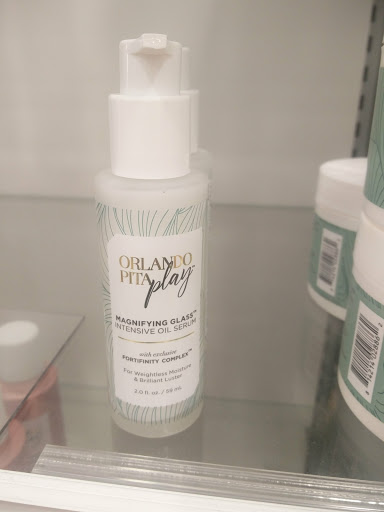 ORLANDO
PITA play™
MAGNIFYING GLASS™
INTENSIVE OIL SERUM
with exclusive
FORTIFINITY COMPLEX™
For Weightless Moisture
& Brilliant Luster
2.0 fl. oz. / 59 mL